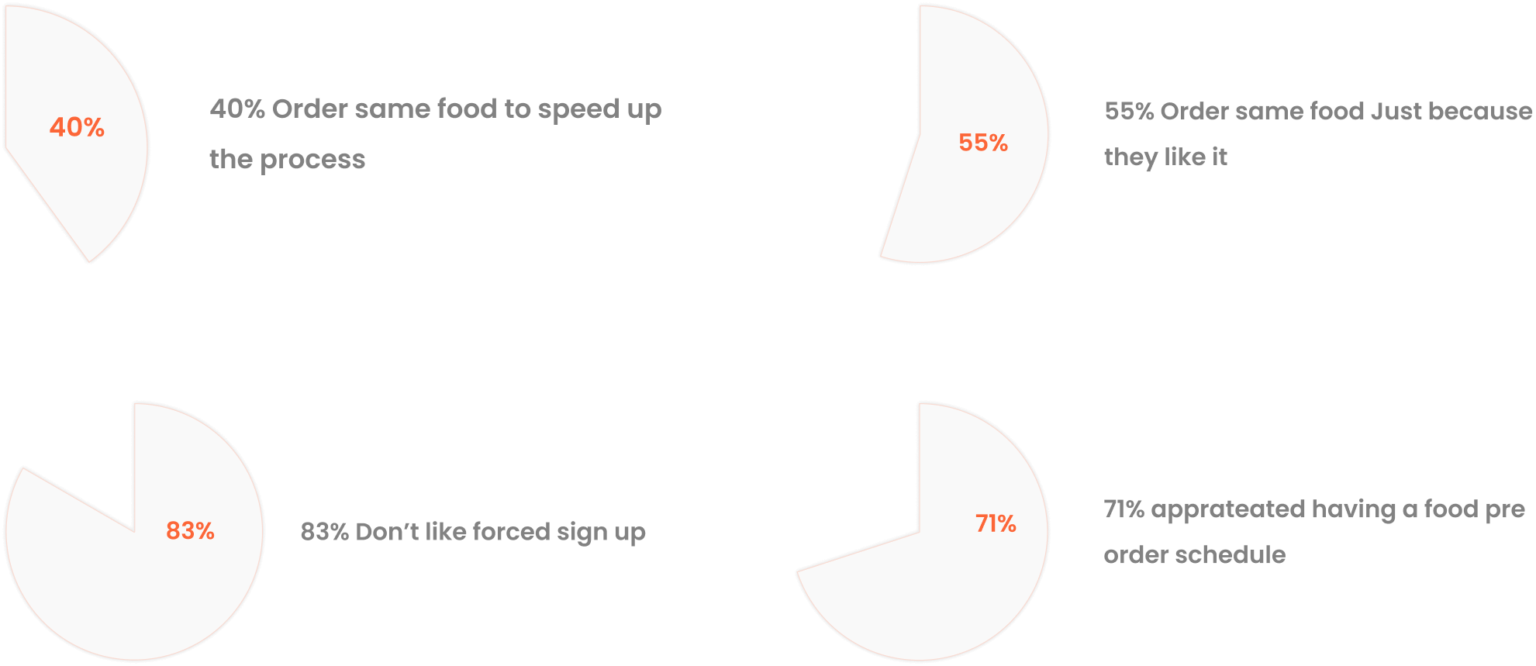 40%
40% Order same food to speed up
the process
55%
55% Order same food Just because
they like it
83%
83% Don’t like forced sign up
71%
71% apprateated having a food pre
order schedule